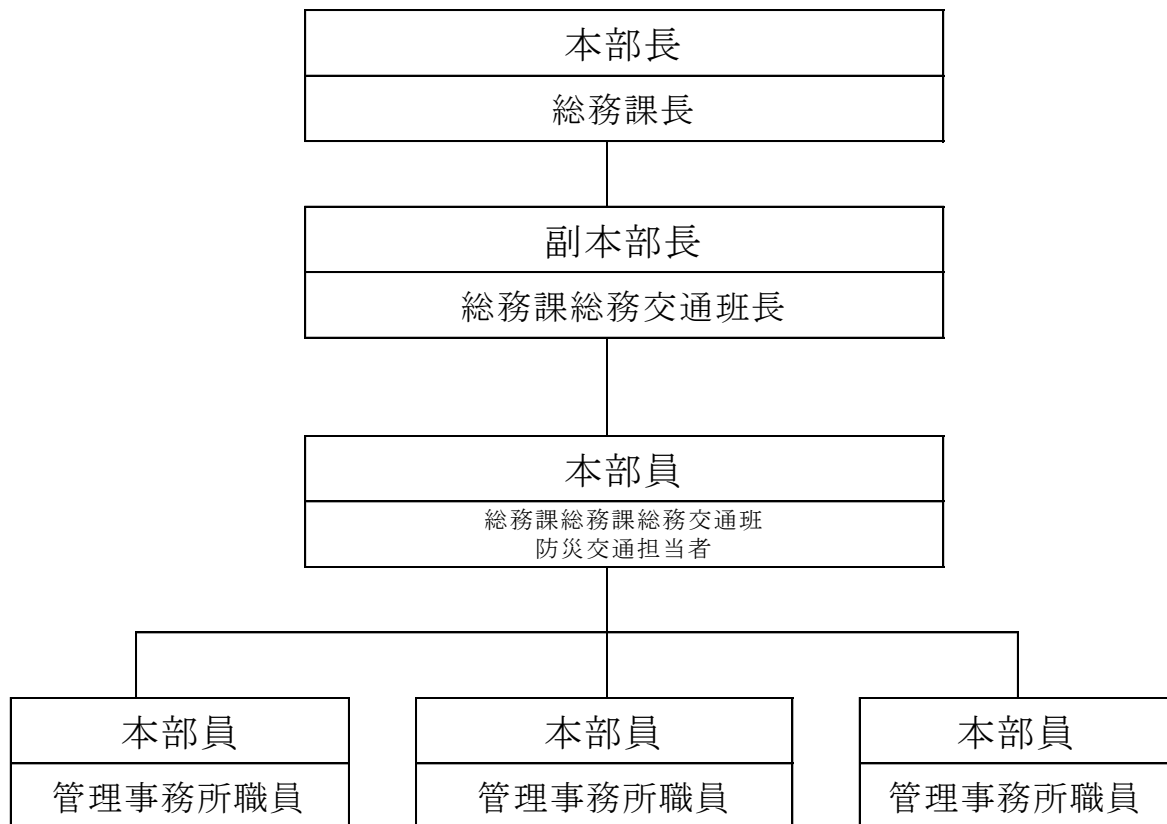 本部長
総務課長
副本部長
総務課総務交通班長
本部員
総務課総務課総務交通班
防災交通担当者
本部員
本部員
本部員
管理事務所職員
管理事務所職員
管理事務所職員